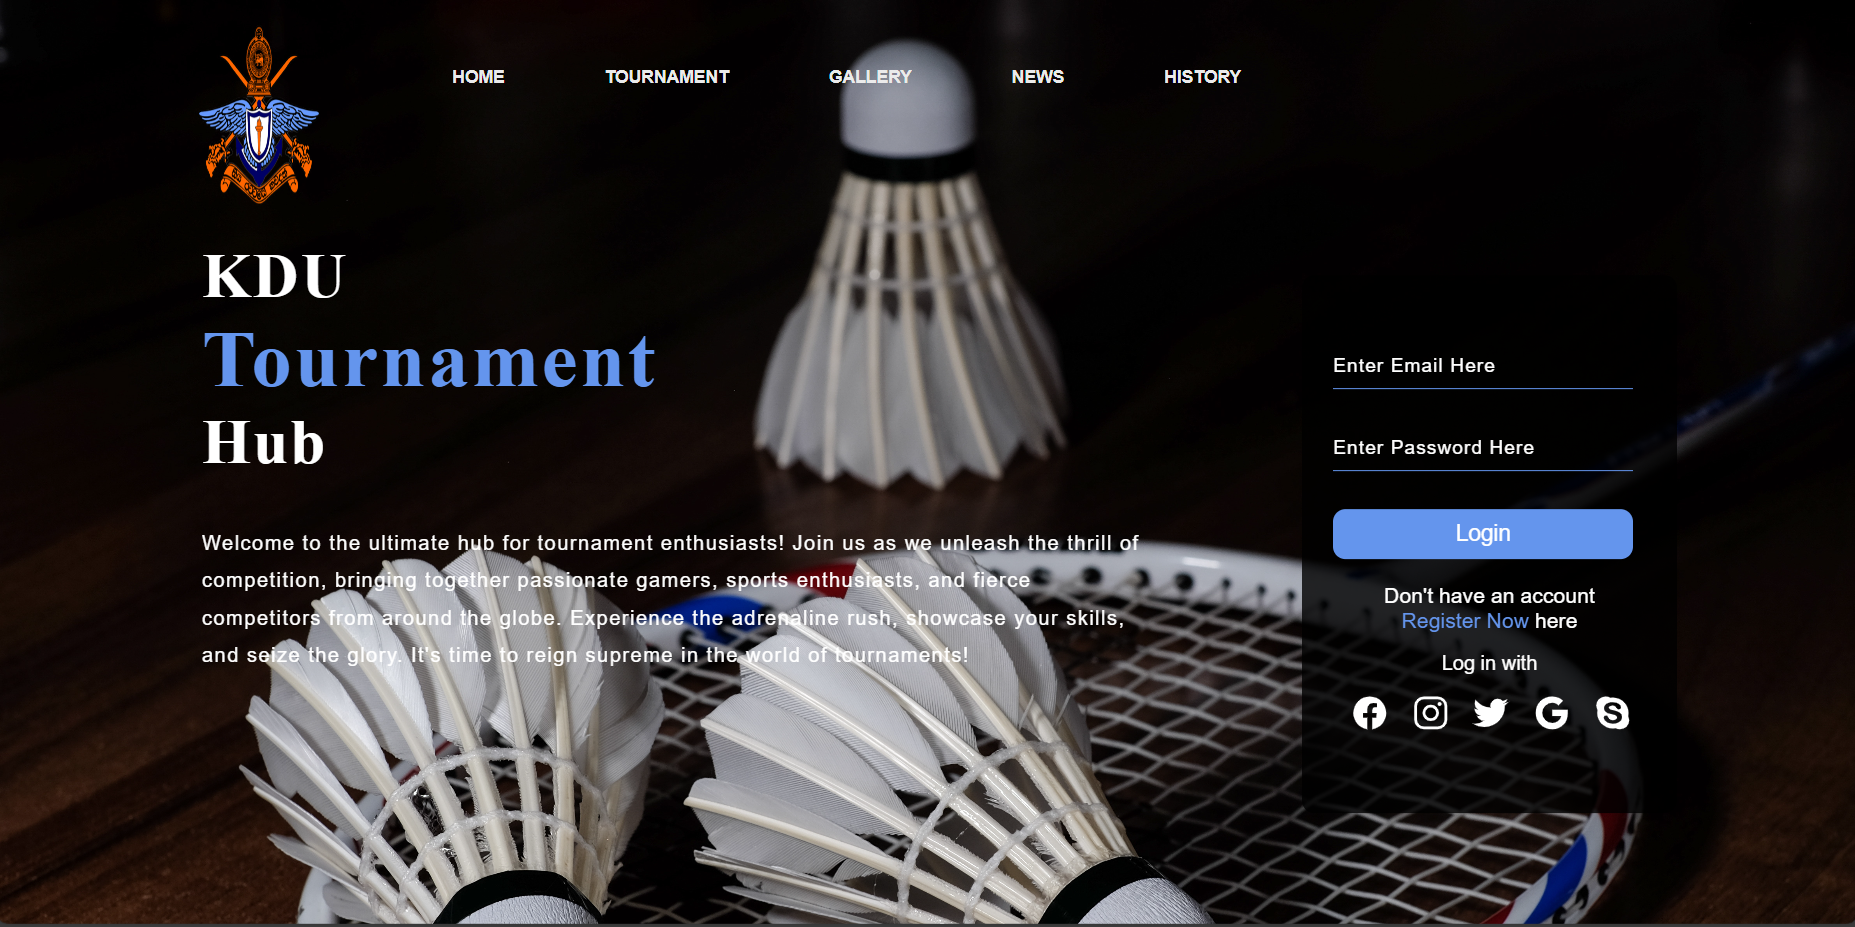 HOME TOURNAMENT GALLERY NEWS HISTORY
KDU
Tournament
Hub
Welcome to the ultimate hub for tournament enthusiasts! Join us as we unleash the thrill of
competition, bringing together passionate gamers, sports enthusiasts, and fierce
competitors from around the globe. Experience the adrenaline rush, showcase your skills,
and seize the glory. It's time to reign supreme in the world of tournaments!
Enter Email Here
Enter Password Here
Login
Don't have an account
Register Now here
Log in with